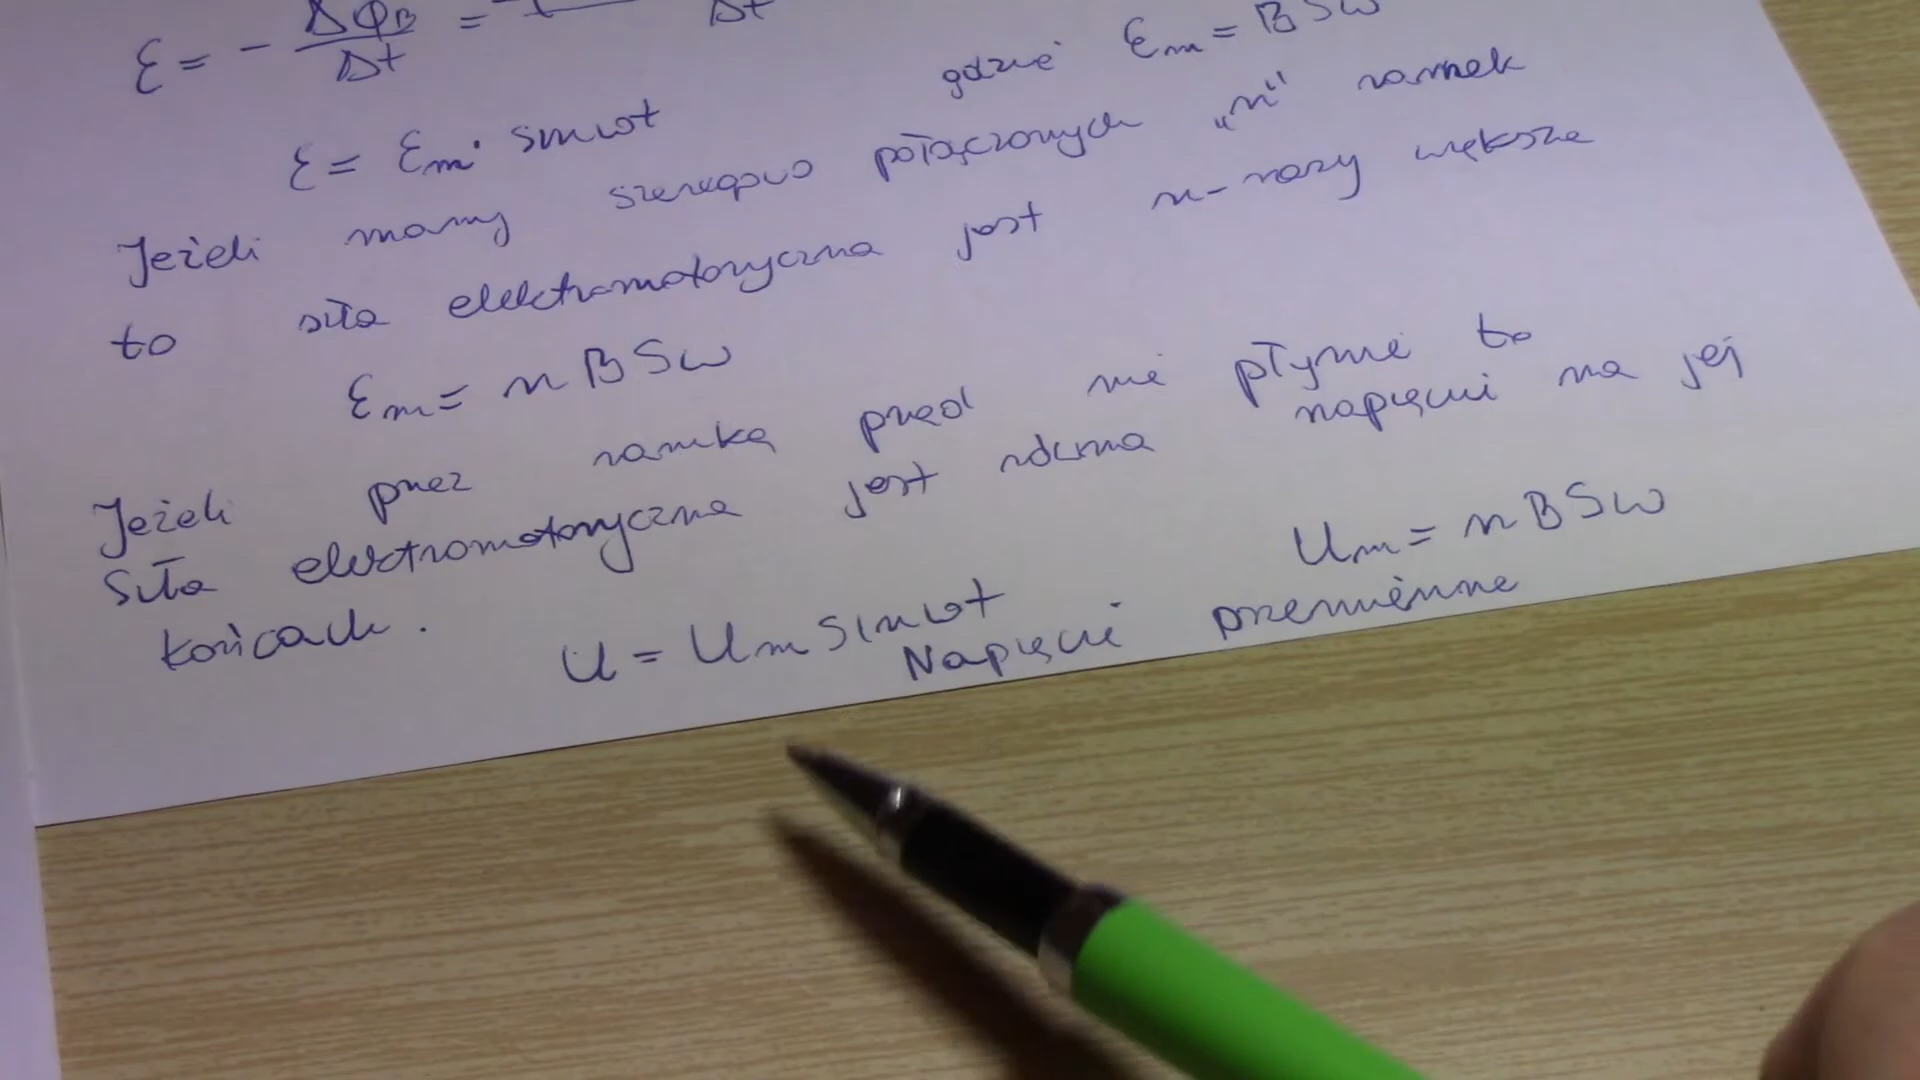 ε = - ΔΦB/Δt = Δt
gdzie εm = BSω
ε = εm · sinωt
Jeżeli mamy szeregowo połączonych „n" ramek
to siła elektromotoryczna jest n-razy większa
εm = nBSω
Jeżeli przez ramkę prąd nie płynie to
Siła elektromotoryczna jest równa napięciu na jej
końcach.
U = Um sinωt Um = nBSω
Napięcie przemienne